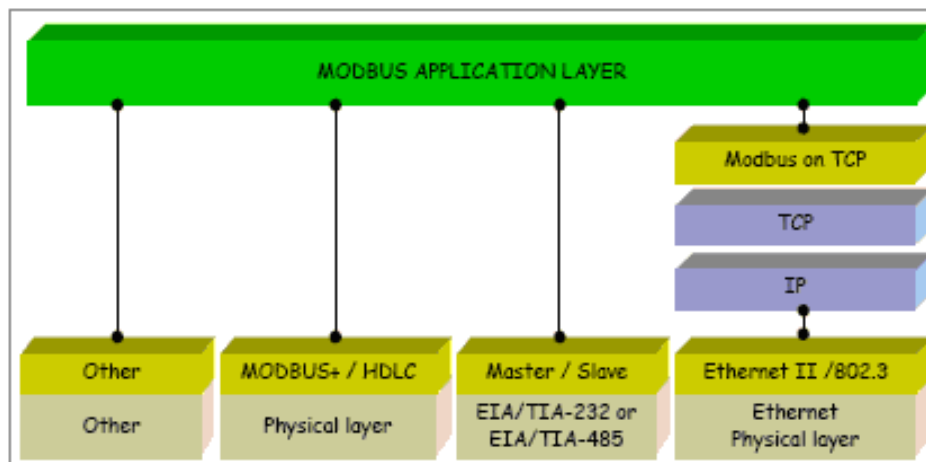 MODBUS APPLICATION LAYER
Modbus on TCP
TCP
IP
Other
MODBUS+ / HDLC
Master / Slave
Ethernet II /802.3
Other
Physical layer
EIA/TIA-232 or
EIA/TIA-485
Ethernet
Physical layer